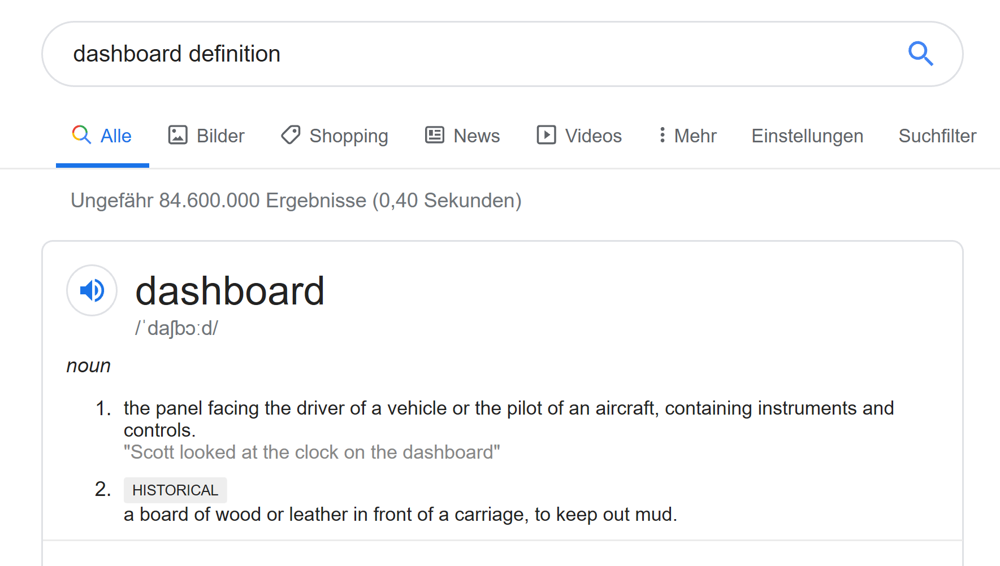 dashboard definition
Alle Bilder Shopping News Videos Mehr Einstellungen Suchfilter
Ungefähr 84.600.000 Ergebnisse (0,40 Sekunden)
dashboard
/ˈdaʃbɔːd/
noun
1. the panel facing the driver of a vehicle or the pilot of an aircraft, containing instruments and
controls.
"Scott looked at the clock on the dashboard"
2. HISTORICAL
a board of wood or leather in front of a carriage, to keep out mud.